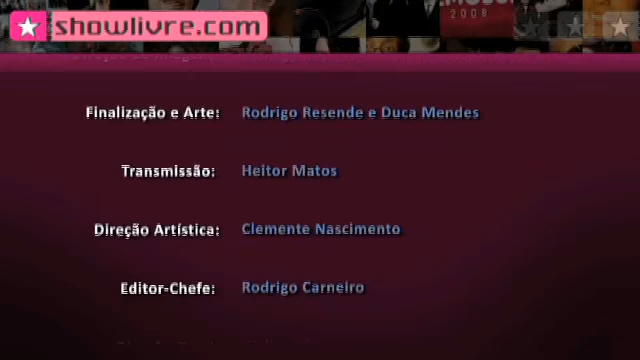 showlivre.com
2008
Finalização e Arte: Rodrigo Resende e Duca Mendes
Transmissão: Heitor Matos
Direção Artística: Clemente Nascimento
Editor-Chefe: Rodrigo Carneiro